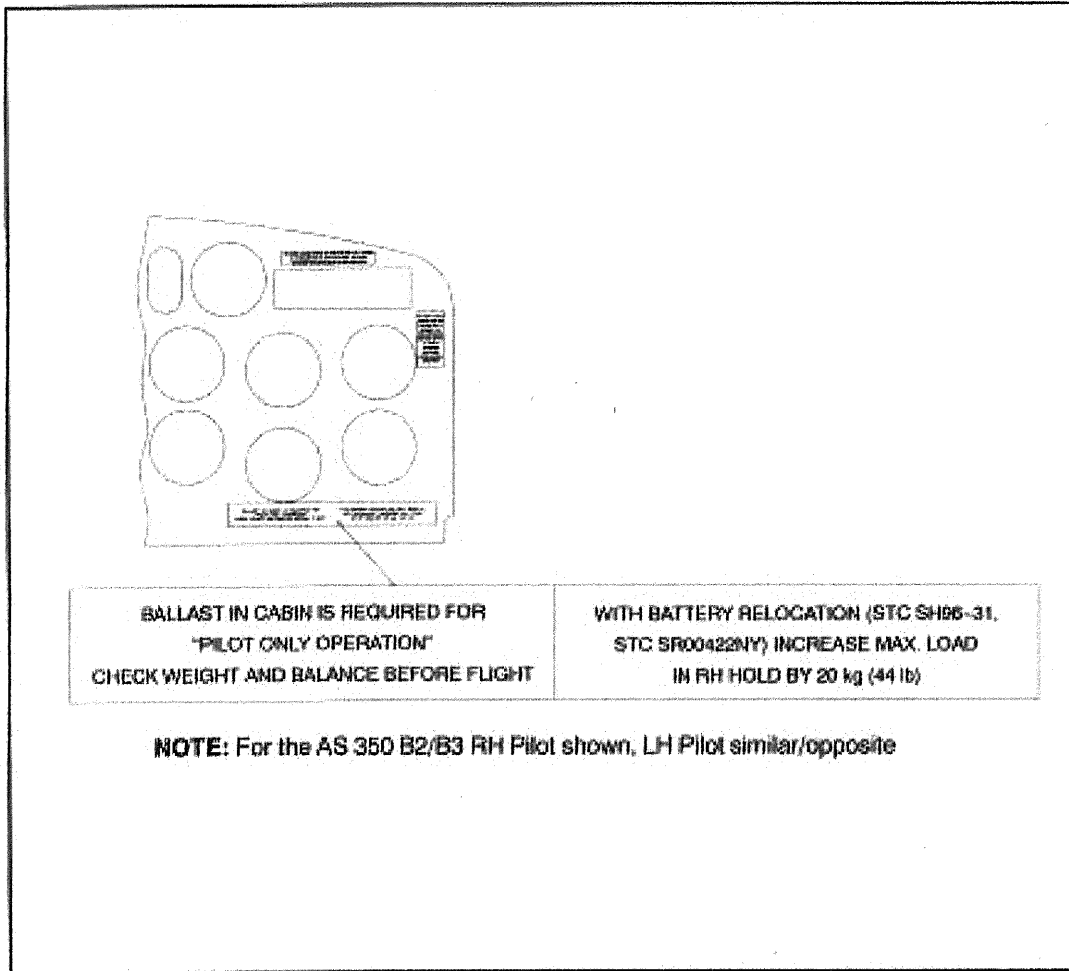 BALLAST IN CABIN IS REQUIRED FOR
"PILOT ONLY OPERATION"
CHECK WEIGHT AND BALANCE BEFORE FLIGHT
WITH BATTERY RELOCATION (STC SH96-31,
STC SR00422NY) INCREASE MAX. LOAD
IN RH HOLD BY 20 kg (44 lb)
NOTE: For the AS 350 B2/B3 RH Pilot shown, LH Pilot similar/opposite